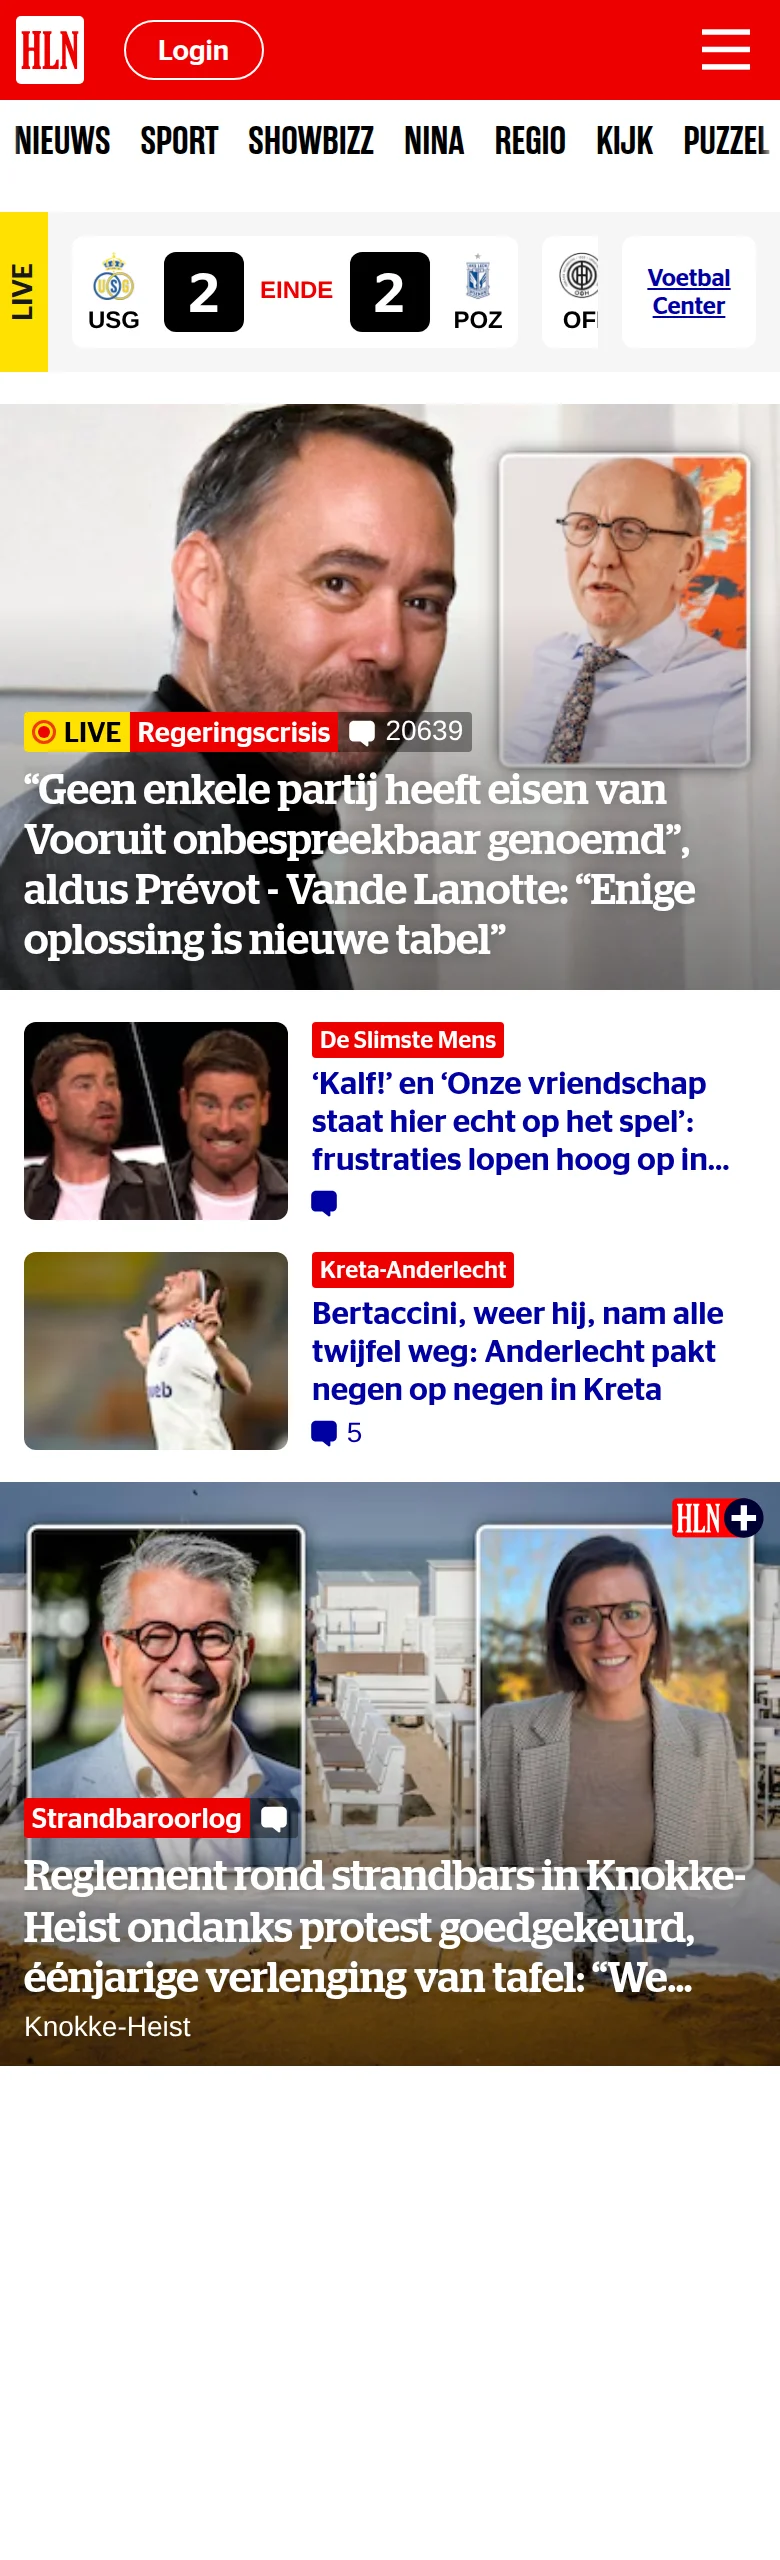 HLN
Login
NIEUWS SPORT SHOWBIZZ NINA REGIO KIJK PUZZEL
LIVE
USG 2 EINDE 2 POZ
OFI
Voetbal
Center
LIVE Regeringscrisis 20639
“Geen enkele partij heeft eisen van
Vooruit onbespreekbaar genoemd”,
aldus Prévot - Vande Lanotte: “Enige
oplossing is nieuwe tabel”
De Slimste Mens
‘Kalf!’ en ‘Onze vriendschap
staat hier echt op het spel’:
frustraties lopen hoog op in...
Kreta-Anderlecht
Bertaccini, weer hij, nam alle
twijfel weg: Anderlecht pakt
negen op negen in Kreta
5
HLN+
Strandbaroorlog
Reglement rond strandbars in Knokke-
Heist ondanks protest goedgekeurd,
éénjarige verlenging van tafel: “We...
Knokke-Heist